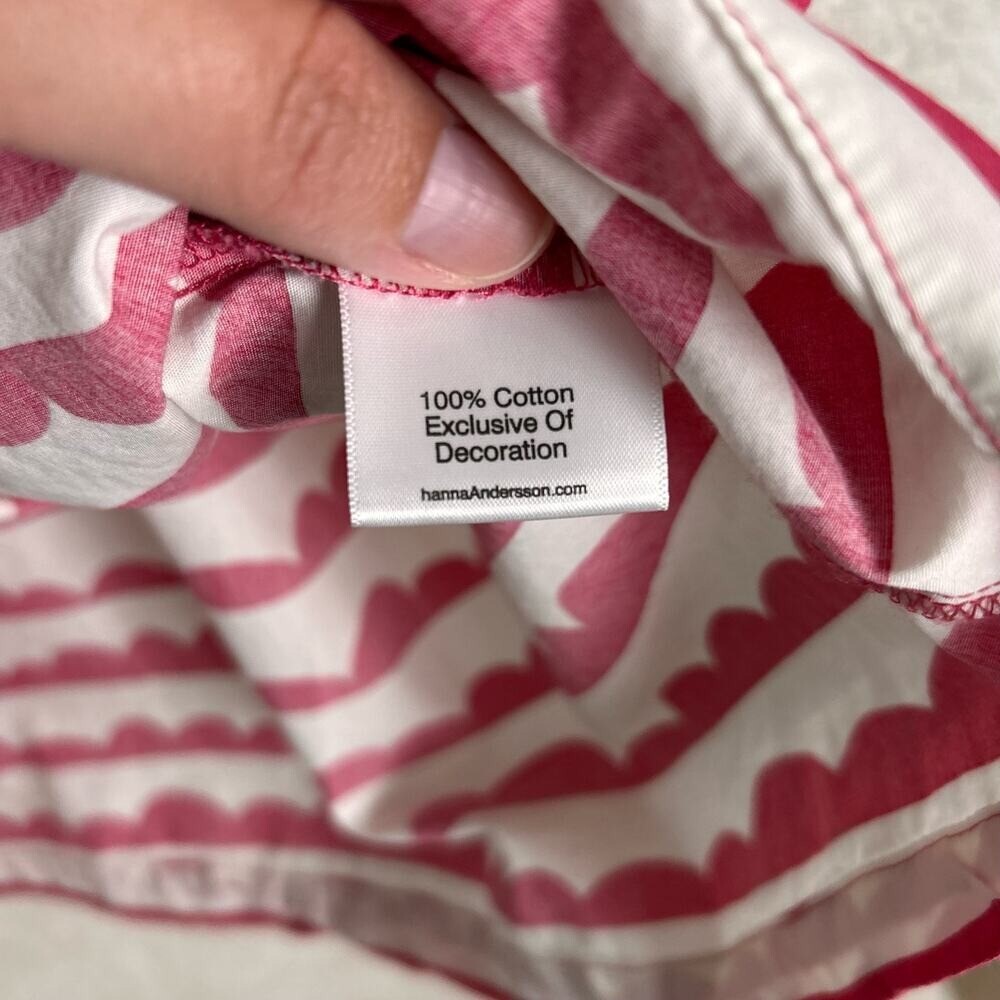 100% Cotton
Exclusive Of
Decoration
hannaAndersson.com